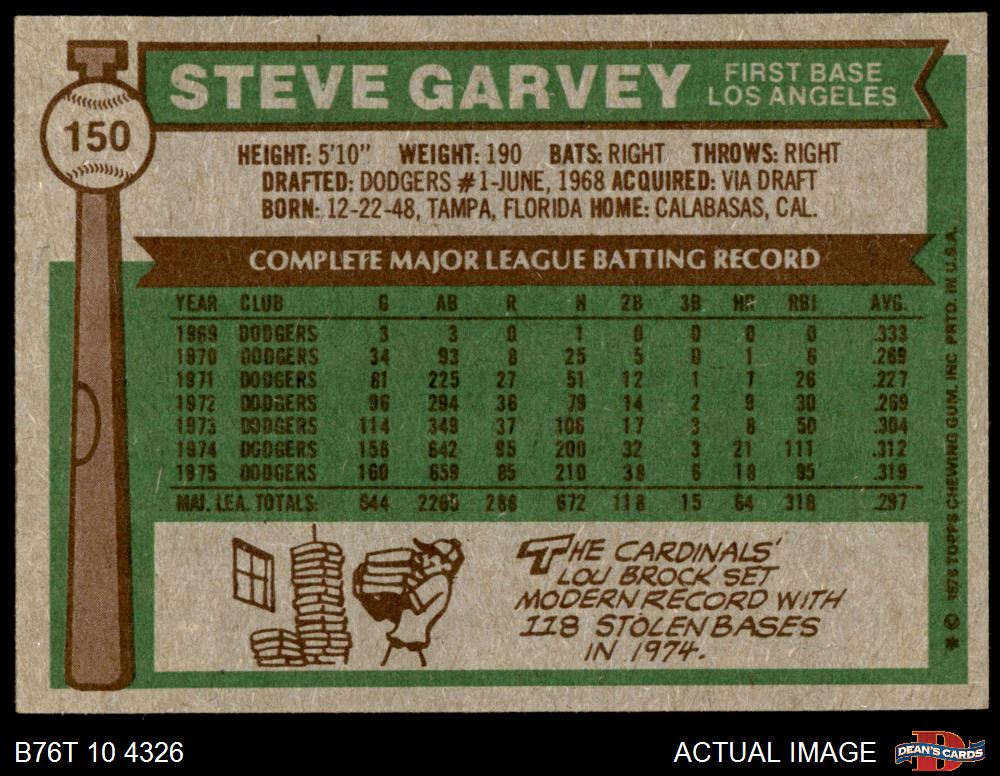 STEVE GARVEY
FIRST BASE
LOS ANGELES
150
HEIGHT: 5'10" WEIGHT: 190 BATS: RIGHT THROWS: RIGHT
DRAFTED: DODGERS #1-JUNE, 1968 ACQUIRED: VIA DRAFT
BORN: 12-22-48, TAMPA, FLORIDA HOME: CALABASAS, CAL.
COMPLETE MAJOR LEAGUE BATTING RECORD
YEAR CLUB G AB R H 2B 3B HR RBI AVG.
1969 DODGERS 3 3 0 1 0 0 0 0 .333
1970 DODGERS 34 93 8 25 5 0 1 6 .269
1971 DODGERS 81 225 27 51 12 1 7 26 .227
1972 DODGERS 96 294 36 79 14 2 9 30 .269
1973 DODGERS 114 349 37 106 17 3 8 50 .304
1974 DODGERS 156 642 95 200 32 3 21 111 .312
1975 DODGERS 160 659 85 210 38 6 18 95 .319
MAJ. LEA. TOTALS: 644 2265 288 672 118 15 64 318 .297
THE CARDINALS'
LOU BROCK SET
MODERN RECORD WITH
118 STOLEN BASES
IN 1974.
* © 1976 TOPPS CHEWING GUM, INC PRTD. IN U.S.A.
B76T 10 4326
ACTUAL IMAGE
DEAN'S CARDS